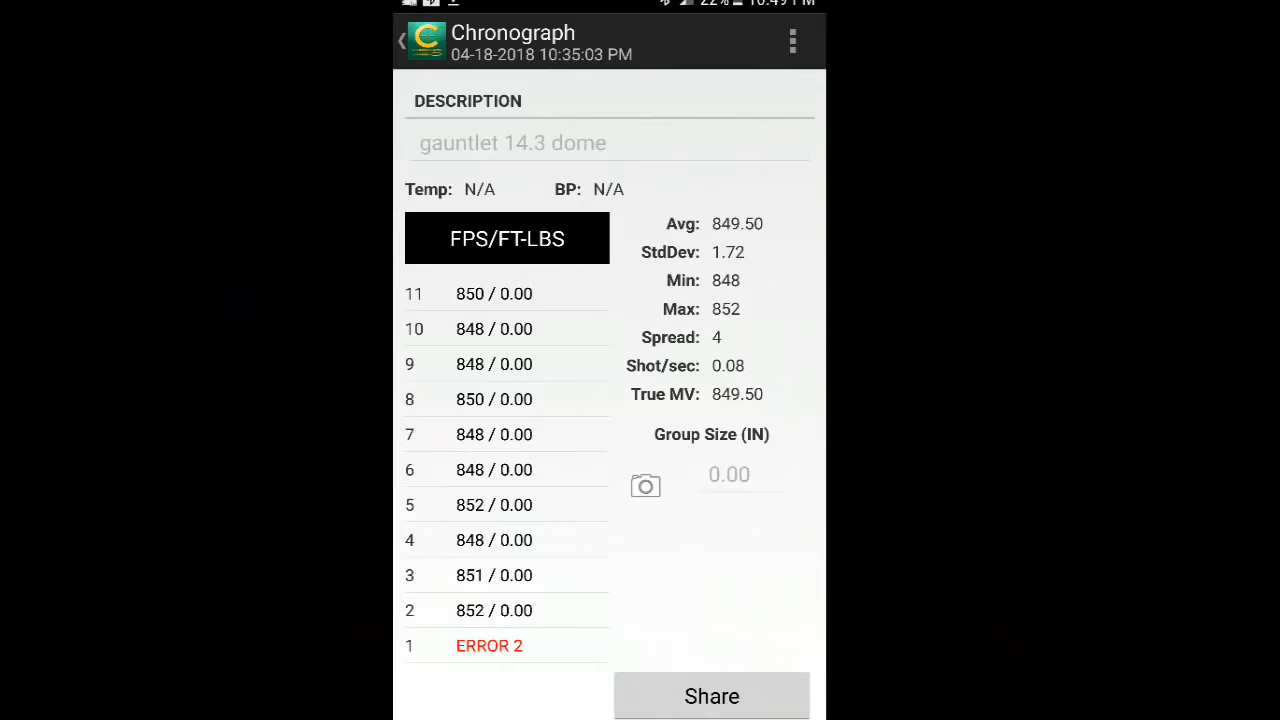 22% 10:49 PM
Chronograph
04-18-2018 10:35:03 PM
DESCRIPTION
gauntlet 14.3 dome
Temp: N/A BP: N/A
FPS/FT-LBS
11 850 / 0.00
10 848 / 0.00
9 848 / 0.00
8 850 / 0.00
7 848 / 0.00
6 848 / 0.00
5 852 / 0.00
4 848 / 0.00
3 851 / 0.00
2 852 / 0.00
1 ERROR 2
Avg: 849.50
StdDev: 1.72
Min: 848
Max: 852
Spread: 4
Shot/sec: 0.08
True MV: 849.50
Group Size (IN)
0.00
Share